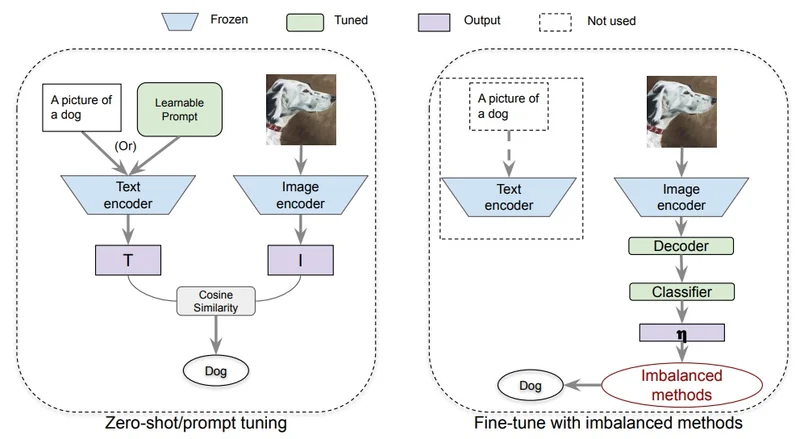 Frozen
Tuned
Output
Not used
A picture of
a dog
Learnable
Prompt
(Or)
Text
encoder
Image
encoder
T
I
Cosine
Similarity
Dog
Zero-shot/prompt tuning
A picture of
a dog
Text
encoder
Image
encoder
Decoder
Classifier
η
Imbalanced
methods
Dog
Fine-tune with imbalanced methods